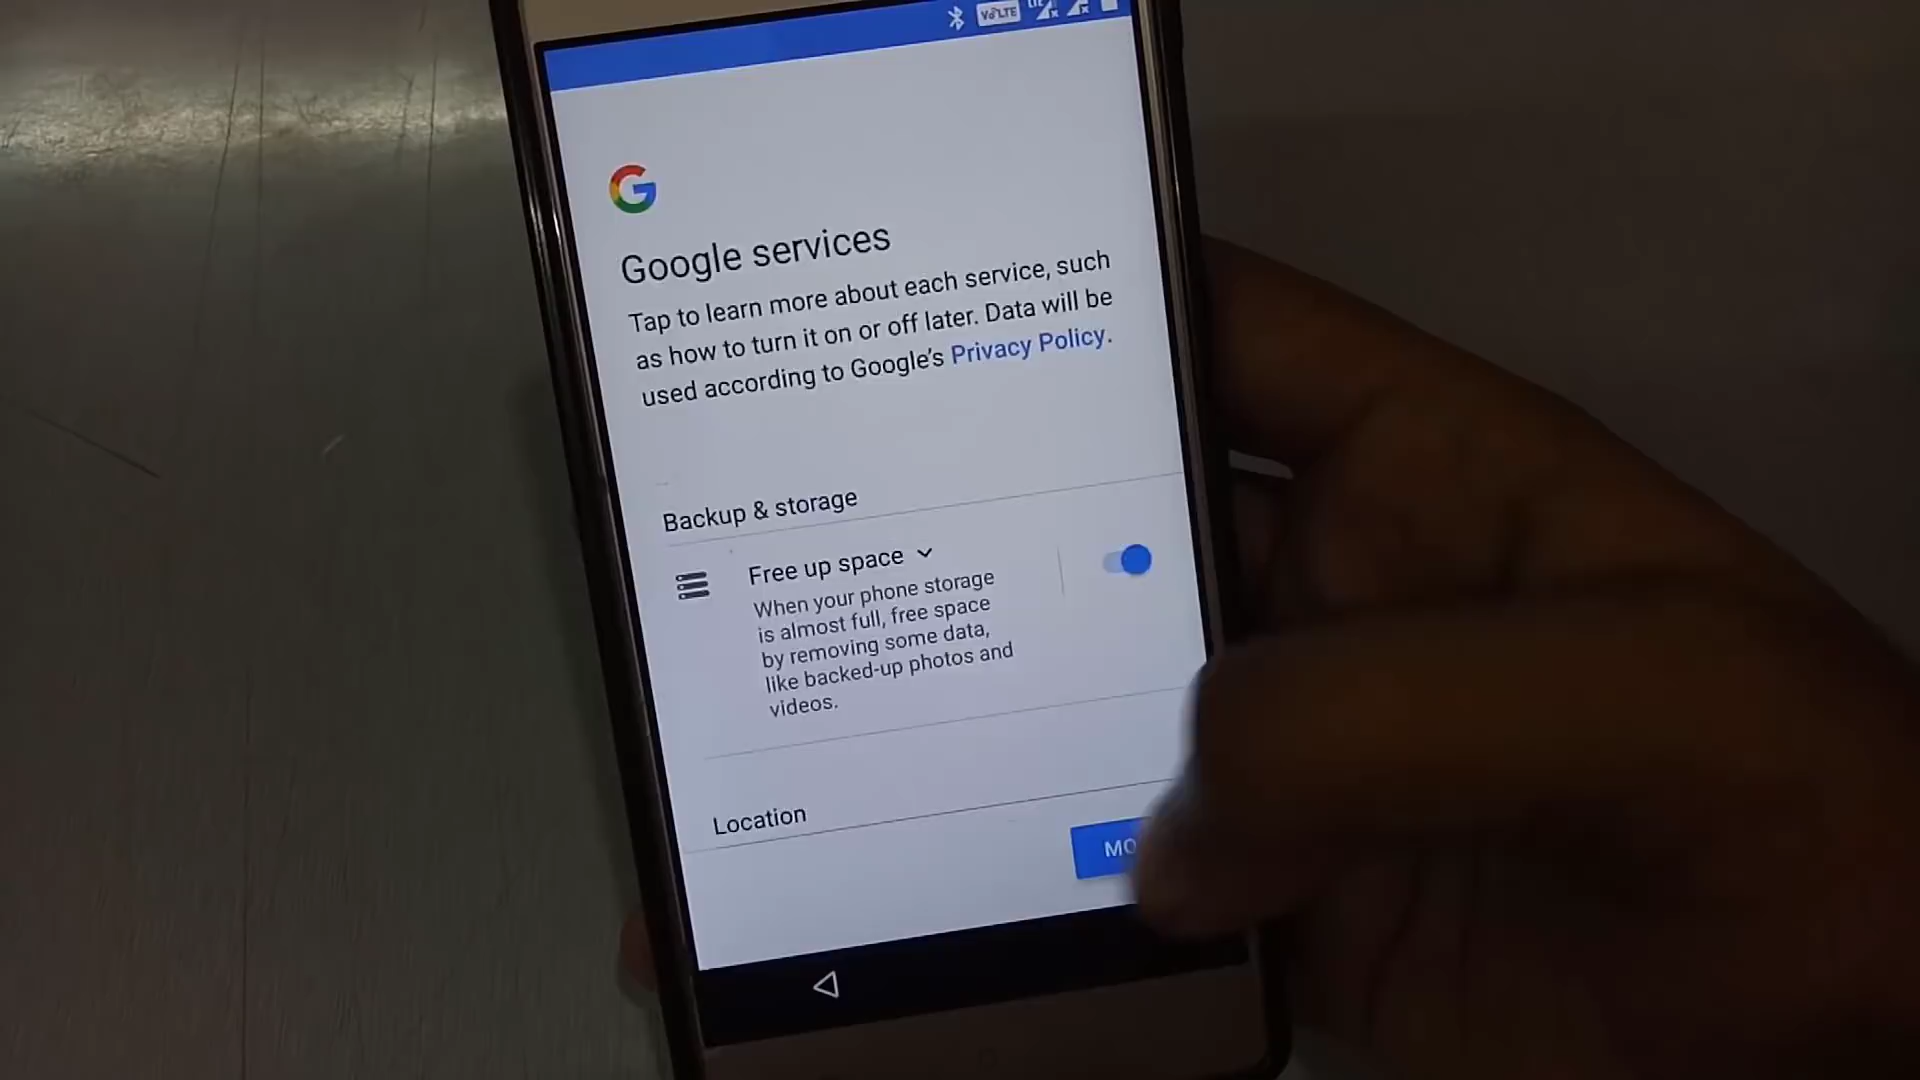 VoLTE LTE
Google services
Tap to learn more about each service, such
as how to turn it on or off later. Data will be
used according to Google's Privacy Policy.
Backup & storage
Free up space
When your phone storage
is almost full, free space
by removing some data,
like backed-up photos and
videos.
Location
MO